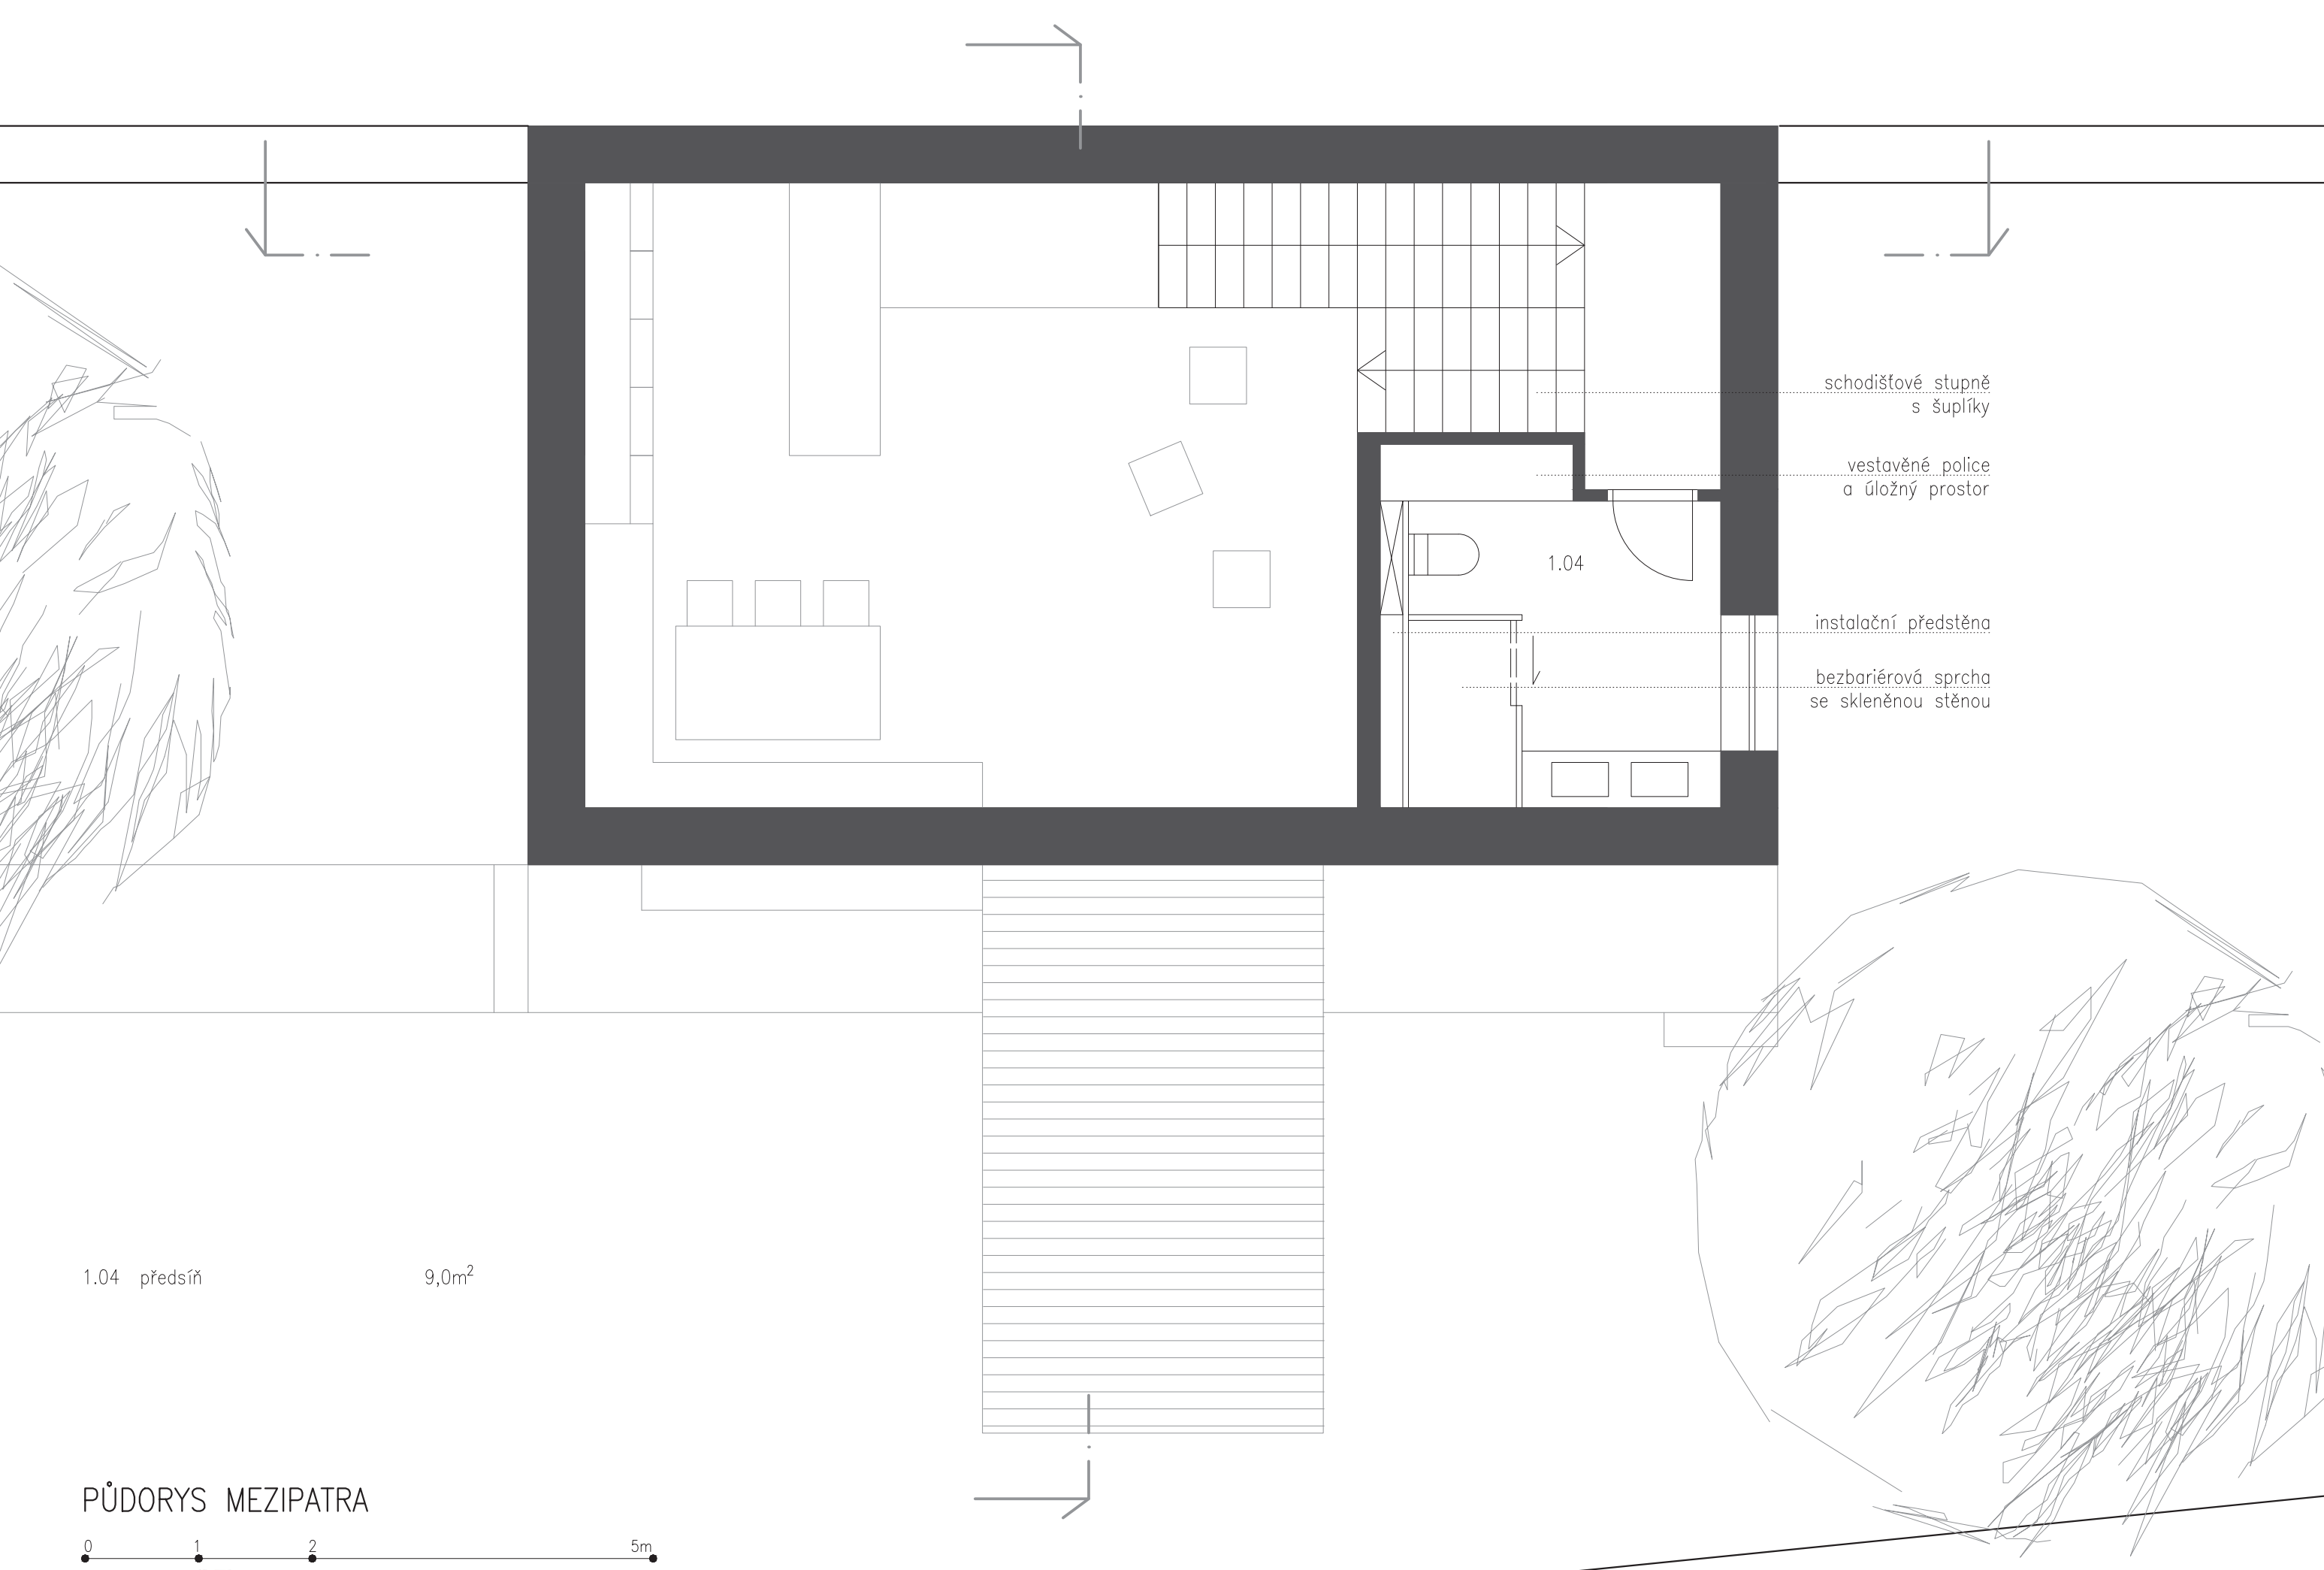 schodišťové stupně
s šuplíky
vestavěné police
a úložný prostor
1.04
instalační předstěna
bezbariérová sprcha
se skleněnou stěnou
1.04 předsíň 9,0m²
PŮDORYS MEZIPATRA
0 1 2 5m